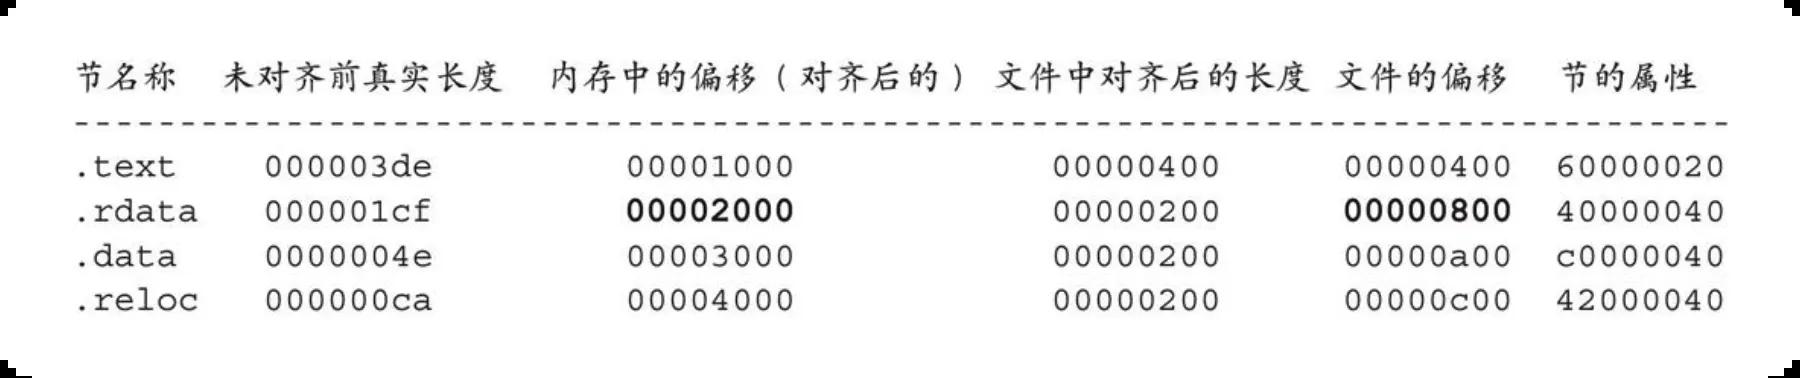 节名称 未对齐前真实长度 内存中的偏移(对齐后的) 文件中对齐后的长度 文件的偏移 节的属性
--------------------------------------------------------------------------------
.text 000003de 00001000 00000400 00000400 60000020
.rdata 000001cf 00002000 00000200 00000800 40000040
.data 0000004e 00003000 00000200 00000a00 c0000040
.reloc 000000ca 00004000 00000200 00000c00 42000040